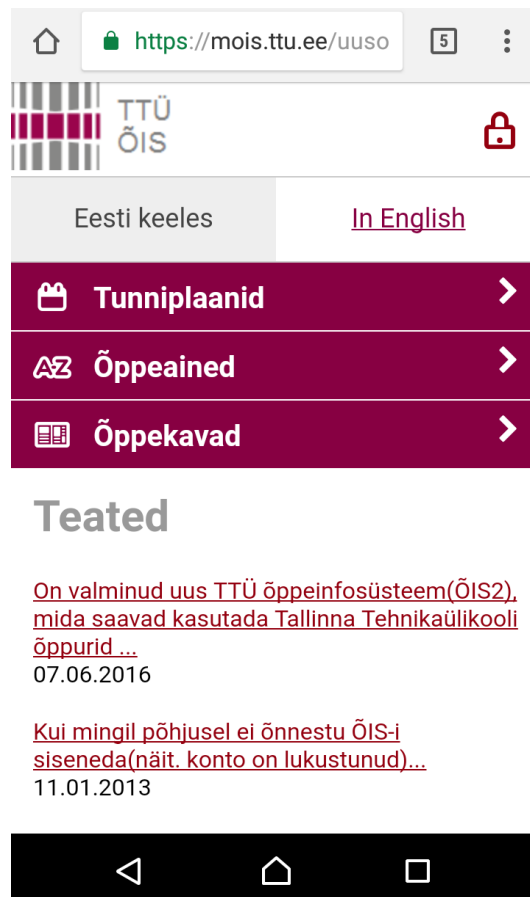 https://mois.ttu.ee/uuso
5
TTÜ
ÕIS
Eesti keeles
In English
Tunniplaanid
AZ Õppeained
Õppekavad
Teated
On valminud uus TTÜ õppeinfosüsteem(ÕIS2),
mida saavad kasutada Tallinna Tehnikaülikooli
õppurid ...
07.06.2016
Kui mingil põhjusel ei õnnestu ÕIS-i
siseneda(näit. konto on lukustunud)...
11.01.2013